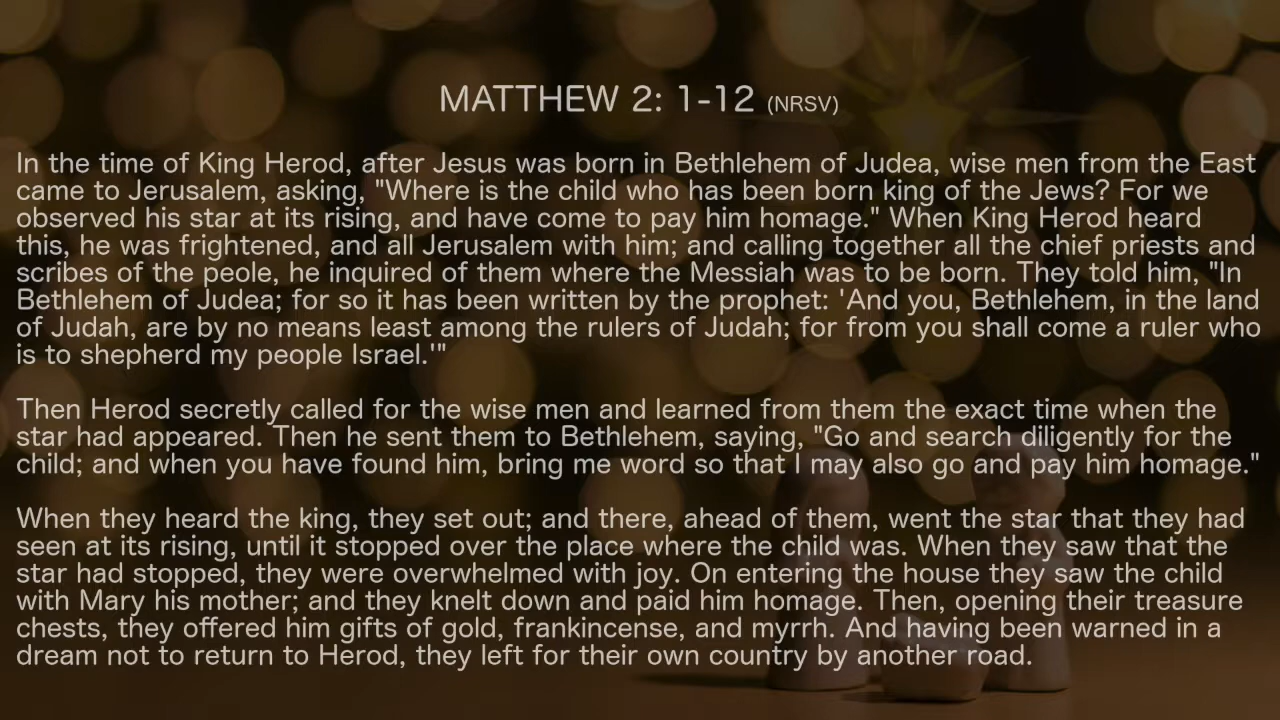 MATTHEW 2: 1-12 (NRSV)
In the time of King Herod, after Jesus was born in Bethlehem of Judea, wise men from the East
came to Jerusalem, asking, "Where is the child who has been born king of the Jews? For we
observed his star at its rising, and have come to pay him homage." When King Herod heard
this, he was frightened, and all Jerusalem with him; and calling together all the chief priests and
scribes of the peole, he inquired of them where the Messiah was to be born. They told him, "In
Bethlehem of Judea; for so it has been written by the prophet: 'And you, Bethlehem, in the land
of Judah, are by no means least among the rulers of Judah; for from you shall come a ruler who
is to shepherd my people Israel.'"
Then Herod secretly called for the wise men and learned from them the exact time when the
star had appeared. Then he sent them to Bethlehem, saying, "Go and search diligently for the
child; and when you have found him, bring me word so that I may also go and pay him homage."
When they heard the king, they set out; and there, ahead of them, went the star that they had
seen at its rising, until it stopped over the place where the child was. When they saw that the
star had stopped, they were overwhelmed with joy. On entering the house they saw the child
with Mary his mother; and they knelt down and paid him homage. Then, opening their treasure
chests, they offered him gifts of gold, frankincense, and myrrh. And having been warned in a
dream not to return to Herod, they left for their own country by another road.